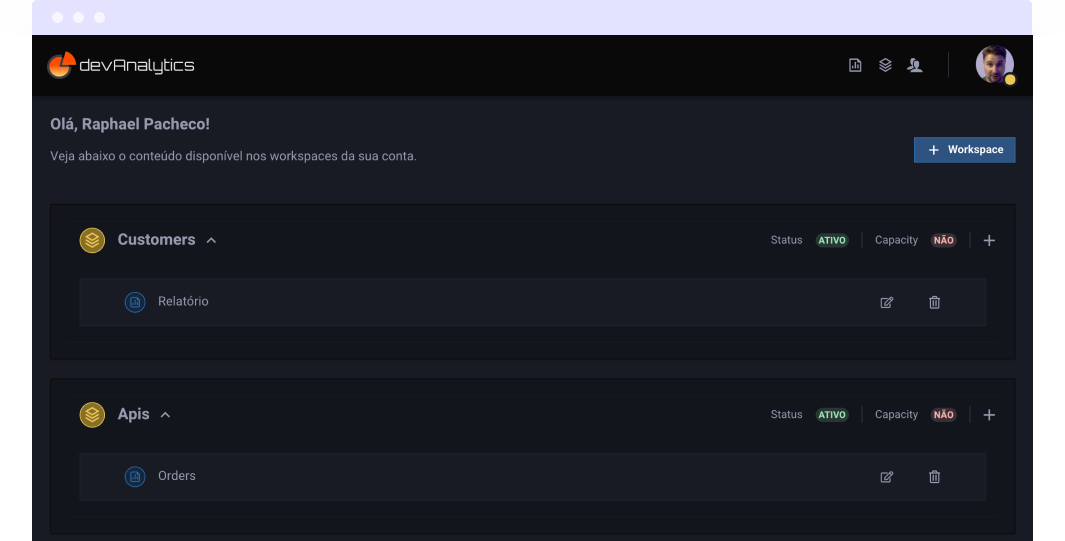 devAnalytics
Olá, Raphael Pacheco!
Veja abaixo o conteúdo disponível nos workspaces da sua conta.
+ Workspace
Customers
Status ATIVO Capacity NÃO
Relatório
Apis
Status ATIVO Capacity NÃO
Orders